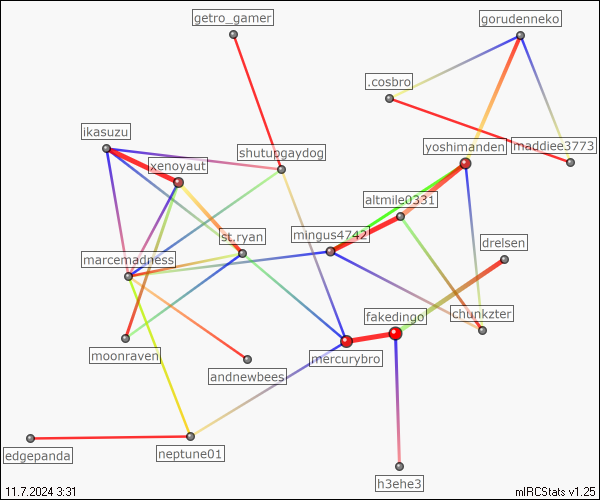 getro_gamer
gorudenneko
.cosbro
ikasuzu
shutupgaydog
yoshimanden
maddiee3773
xenoyaut
altmile0331
st.ryan
mingus4742
drelsen
marcemadness
fakedingo
chunkzter
moonraven
mercurybro
andnewbees
edgepanda
neptune01
h3ehe3
11.7.2024 3:31
mIRCStats v1.25